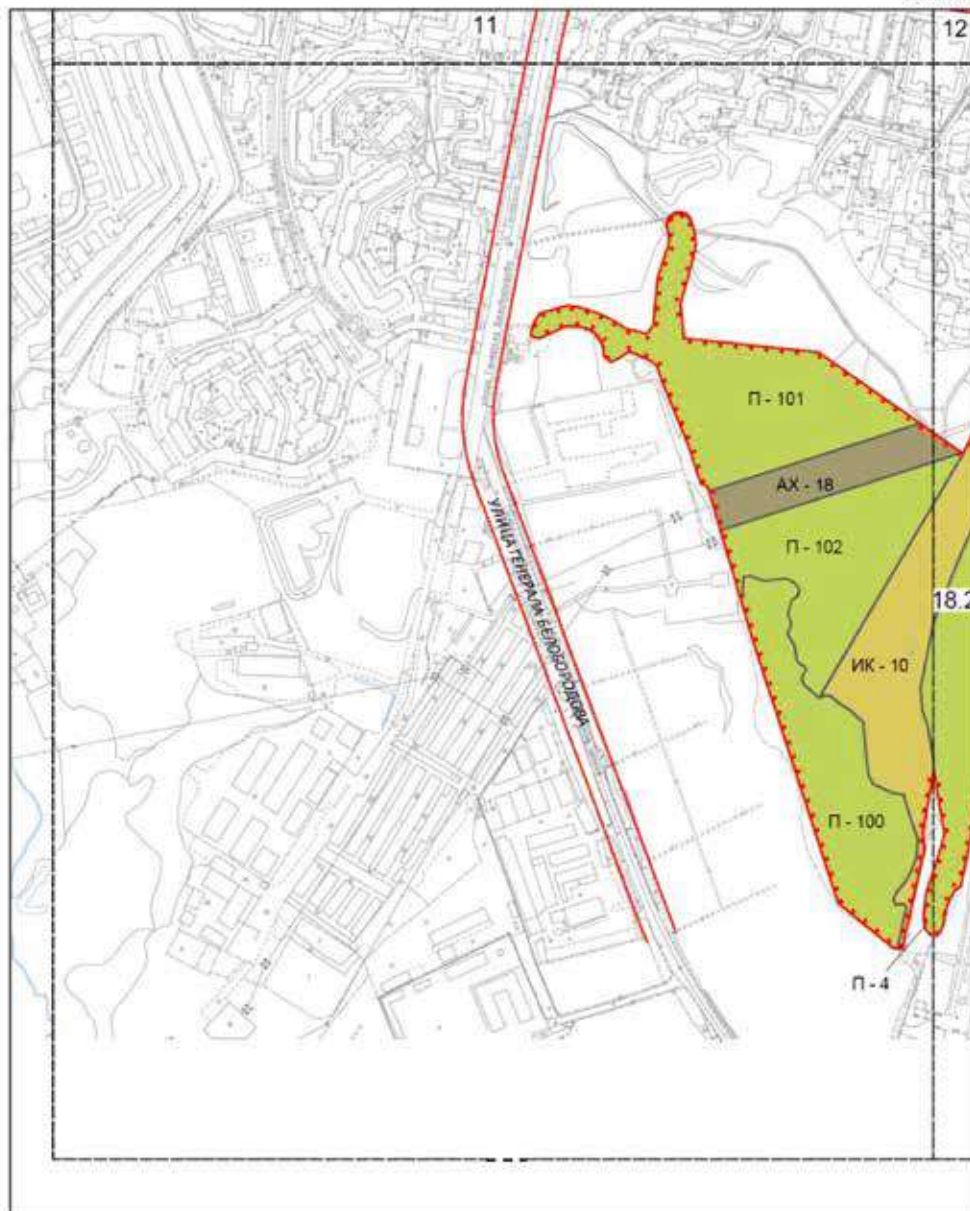 11
12
П - 101
АХ - 18
П - 102
УЛИЦА ГЕНЕРАЛА БЕЛОБОРОДОВА
18.2
ИК - 10
П - 100
П - 4